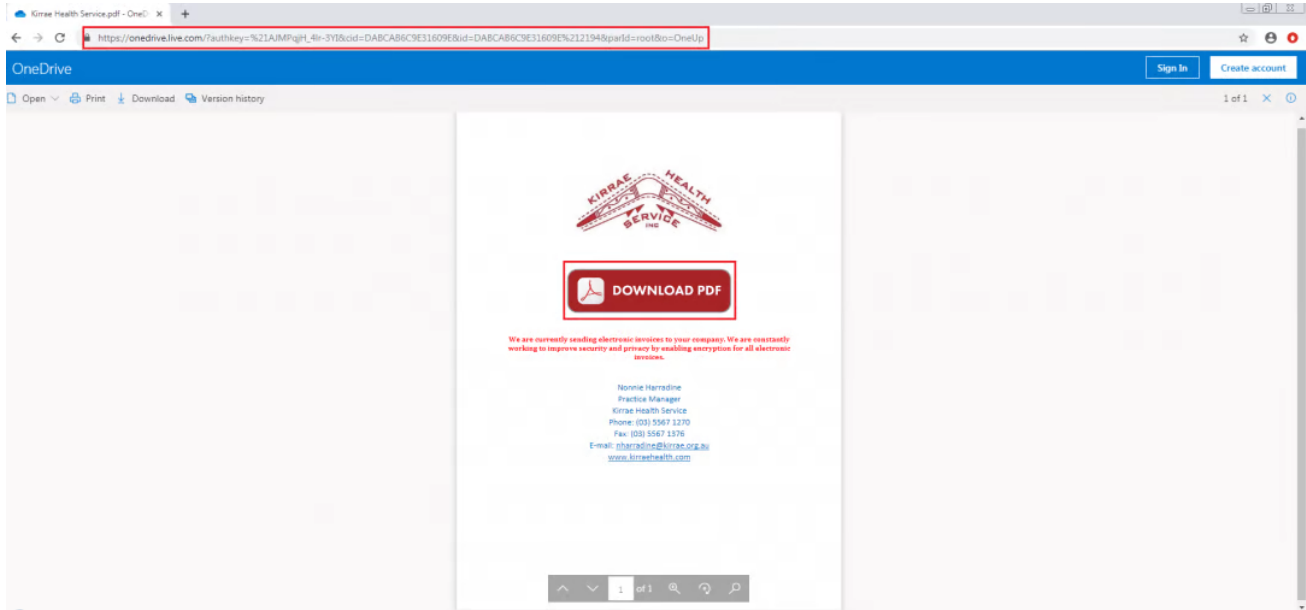 Kirrae Health Service.pdf - OneD
https://onedrive.live.com/?authkey=%21AJMPqjH_4Ir-3YI&cid=DABCAB6C9E31609E&id=DABCAB6C9E31609E%212194&parId=root&o=OneUp
OneDrive
Sign In
Create account
Open
Print
Download
Version history
1 of 1
KIRRAE HEALTH
SERVICE
INC
DOWNLOAD PDF
We are currently sending electronic invoices to your company. We are constantly
working to improve security and privacy by enabling encryption for all electronic
invoices.
Nonnie Harradine
Practice Manager
Kirrae Health Service
Phone: (03) 5567 1270
Fax: (03) 5567 1376
E-mail: nharradine@kirrae.org.au
www.kirraehealth.com
1 of 1